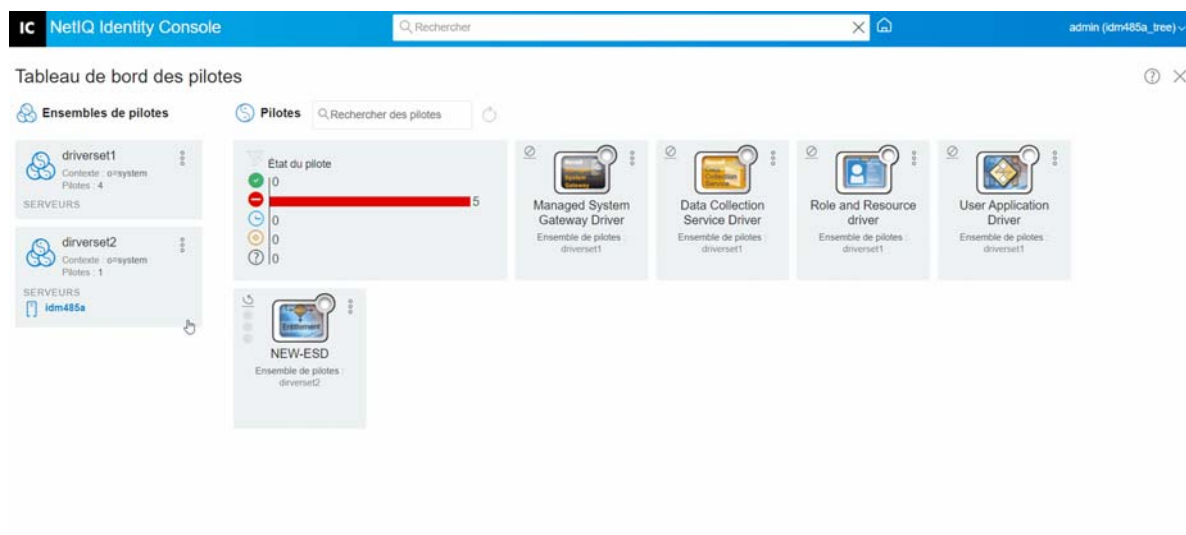 IC NetIQ Identity Console
Rechercher
admin (idm485a_tree)
Tableau de bord des pilotes
Ensembles de pilotes
Pilotes
Rechercher des pilotes
driverset1
Contexte : o=system
Pilotes : 4
SERVEURS
dirverset2
Contexte : o=system
Pilotes : 1
SERVEURS
idm485a
État du pilote
0
5
0
0
0
Managed System
Gateway Driver
Ensemble de pilotes :
driverset1
Data Collection
Service Driver
Ensemble de pilotes :
driverset1
Role and Resource
driver
Ensemble de pilotes :
driverset1
User Application
Driver
Ensemble de pilotes :
driverset1
Entitlement
NEW-ESD
Ensemble de pilotes :
dirverset2